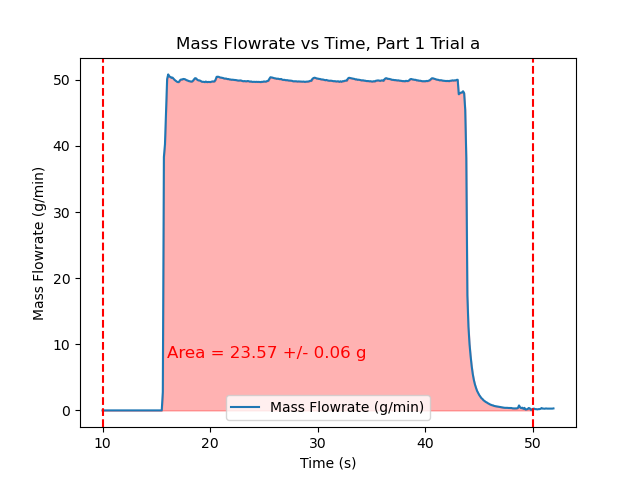 Mass Flowrate vs Time, Part 1 Trial a
50
40
30
20
10
0
Mass Flowrate (g/min)
Area = 23.57 +/- 0.06 g
Mass Flowrate (g/min)
10 20 30 40 50
Time (s)